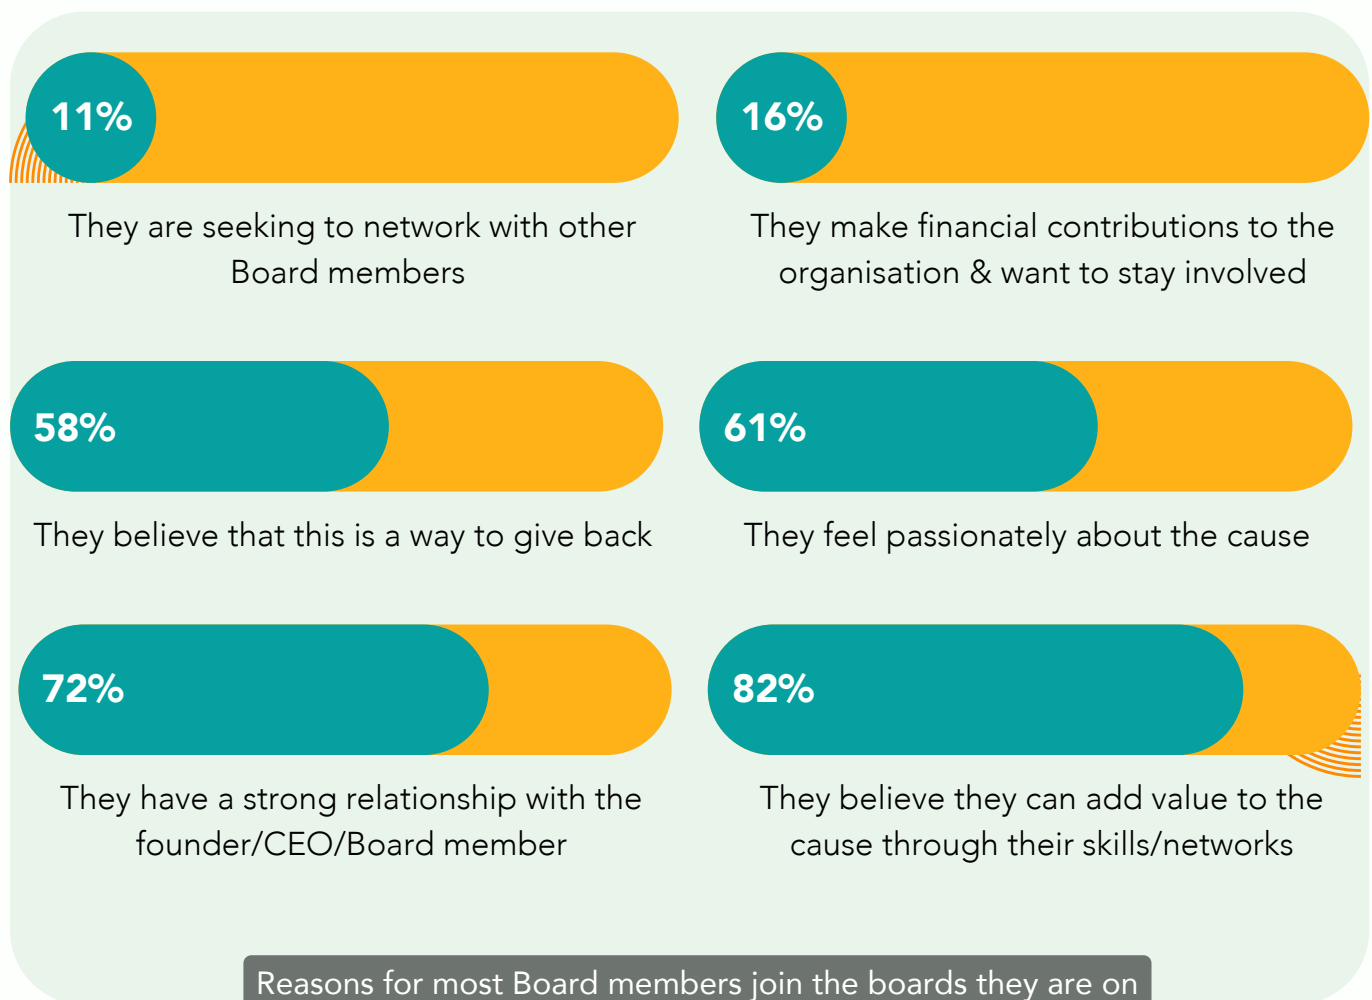 11%
16%
They are seeking to network with other
Board members
They make financial contributions to the
organisation & want to stay involved
58%
61%
They believe that this is a way to give back
They feel passionately about the cause
72%
82%
They have a strong relationship with the
founder/CEO/Board member
They believe they can add value to the
cause through their skills/networks
Reasons for most Board members join the boards they are on